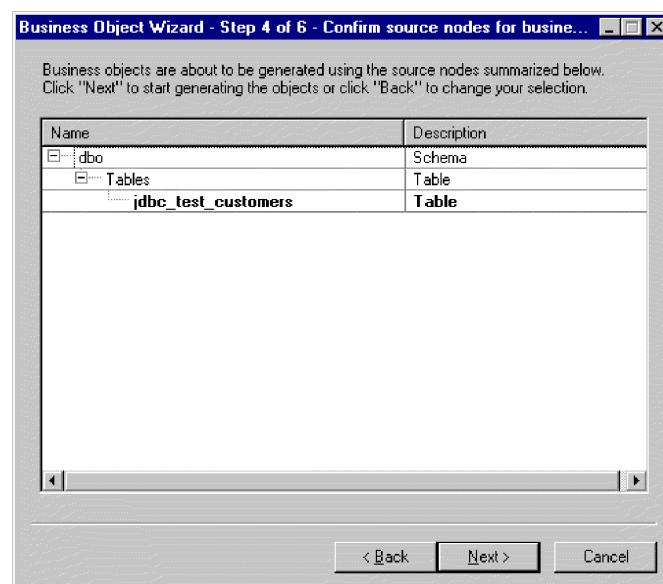 Business Object Wizard - Step 4 of 6 - Confirm source nodes for busine...
Business objects are about to be generated using the source nodes summarized below.
Click "Next" to start generating the objects or click "Back" to change your selection.
Name Description
dbo Schema
Tables Table
jdbc_test_customers Table
< Back Next > Cancel